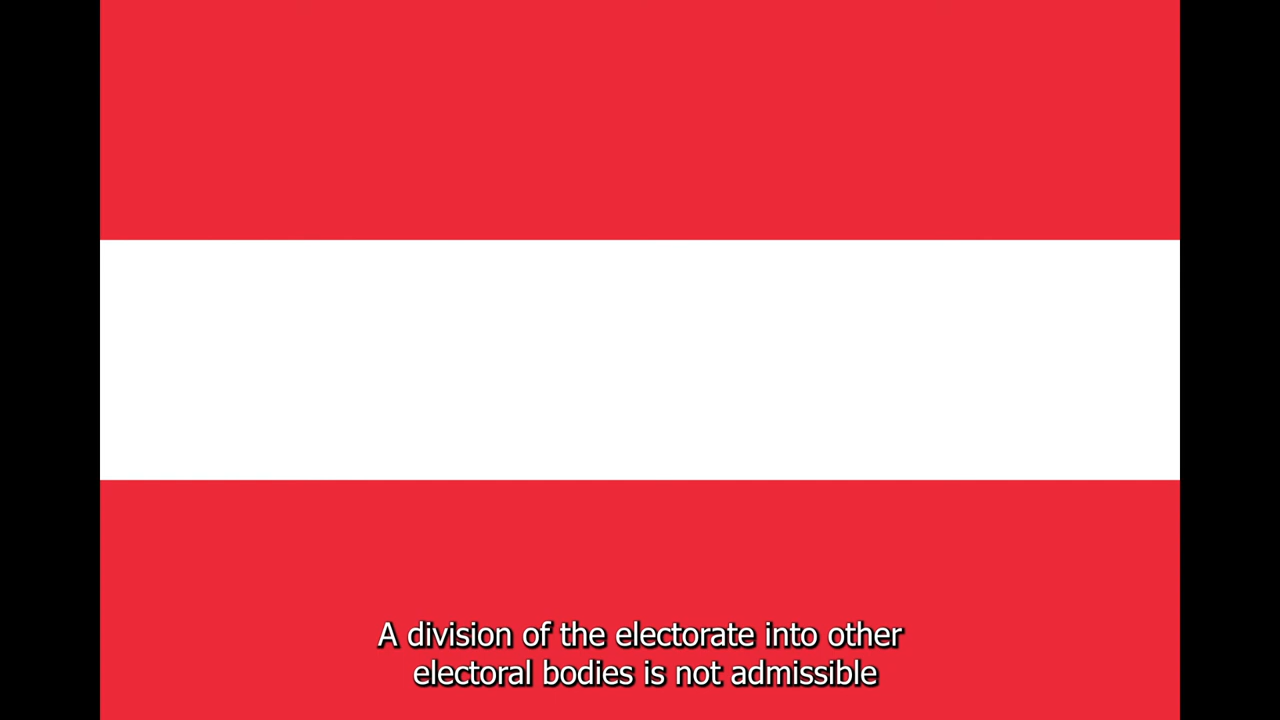 A division of the electorate into other
electoral bodies is not admissible